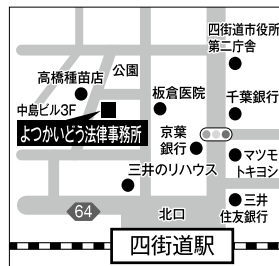 四街道市役所
第二庁舎
公園
高橋種苗店
板倉医院
千葉銀行
中島ビル3F
よつかいどう法律事務所
京葉
銀行
マツモ
トキヨシ
三井のリハウス
三井
住友銀行
64
北口
四街道駅